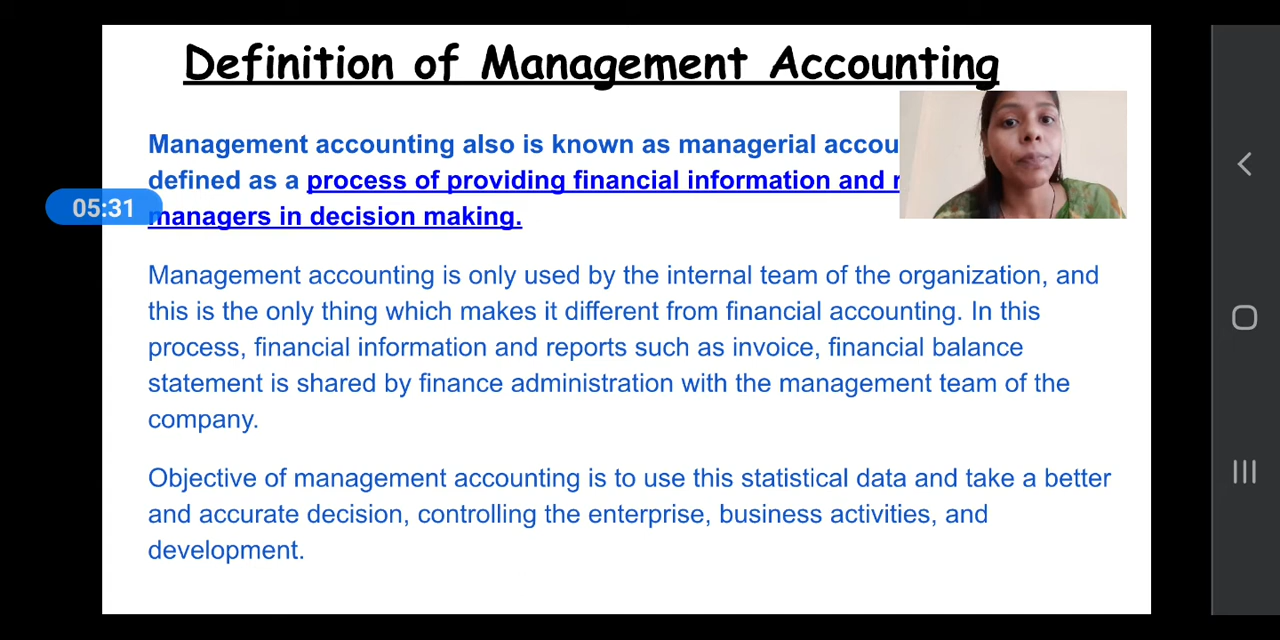 Definition of Management Accounting
Management accounting also is known as managerial accou
defined as a process of providing financial information and
05:31
managers in decision making.
Management accounting is only used by the internal team of the organization, and
this is the only thing which makes it different from financial accounting. In this
process, financial information and reports such as invoice, financial balance
statement is shared by finance administration with the management team of the
company.
Objective of management accounting is to use this statistical data and take a better
and accurate decision, controlling the enterprise, business activities, and
development.